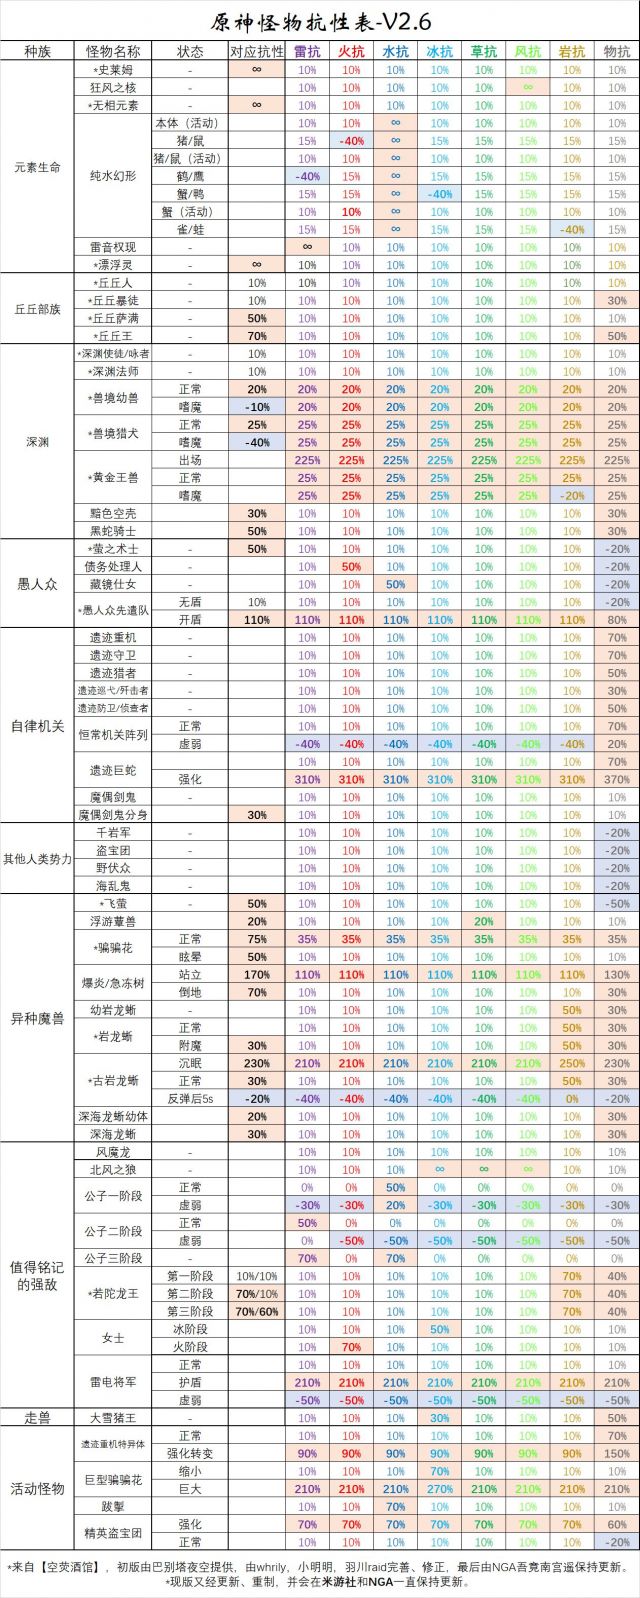 原神怪物抗性表-V2.6
种族 怪物名称 状态 对应抗性 雷抗 火抗 水抗 冰抗 草抗 风抗 岩抗 物抗
元素生命 *史莱姆 - ∞ 10% 10% 10% 10% 10% 10% 10% 10%
狂风之核 - 10% 10% 10% 10% 10% ∞ 10% 10%
*无相元素 - ∞ 10% 10% 10% 10% 10% 10% 10% 10%
纯水幻形 本体（活动） 10% 10% ∞ 10% 10% 10% 10% 10%
猪/鼠 15% -40% ∞ 15% 15% 15% 15% 15%
猪/鼠（活动） 10% 10% ∞ 10% 10% 10% 10% 10%
鹤/鹰 -40% 15% ∞ 15% 15% 15% 15% 15%
蟹/鸭 15% 15% ∞ -40% 15% 15% 15% 15%
蟹（活动） 10% 10% ∞ 10% 10% 10% 10% 10%
雀/蛙 15% 15% ∞ 15% 15% 15% -40% 15%
雷音权现 - ∞ 10% 10% 10% 10% 10% 10% 10%
*漂浮灵 - ∞ 10% 10% 10% 10% 10% 10% 10% 10%
丘丘部族 *丘丘人 - 10% 10% 10% 10% 10% 10% 10% 10% 10%
*丘丘暴徒 - 10% 10% 10% 10% 10% 10% 10% 10% 30%
*丘丘萨满 - 50% 10% 10% 10% 10% 10% 10% 10% 10%
*丘丘王 - 70% 10% 10% 10% 10% 10% 10% 10% 50%
深渊 *深渊使徒/咏者 - 10% 10% 10% 10% 10% 10% 10% 10% 10%
*深渊法师 - 10% 10% 10% 10% 10% 10% 10% 10% 10%
*兽境幼兽 正常 20% 20% 20% 20% 20% 20% 20% 20% 20%
嗜魔 -10% 20% 20% 20% 20% 20% 20% 20% 20%
*兽境猎犬 正常 25% 25% 25% 25% 25% 25% 25% 25% 25%
嗜魔 -40% 25% 25% 25% 25% 25% 25% 25% 25%
*黄金王兽 出场 225% 225% 225% 225% 225% 225% 225% 225%
正常 25% 25% 25% 25% 25% 25% 25% 25%
嗜魔 25% 25% 25% 25% 25% 25% -20% 25%
黯色空壳 30% 10% 10% 10% 10% 10% 10% 10% 30%
黑蛇骑士 50% 10% 10% 10% 10% 10% 10% 10% 30%
愚人众 *萤之术士 - 50% 10% 10% 10% 10% 10% 10% 10% -20%
债务处理人 - 10% 50% 10% 10% 10% 10% 10% -20%
藏镜仕女 - 10% 10% 50% 10% 10% 10% 10% -20%
*愚人众先遣队 无盾 10% 10% 10% 10% 10% 10% 10% 10% -20%
开盾 110% 110% 110% 110% 110% 110% 110% 110% 80%
自律机关 遗迹重机 - 10% 10% 10% 10% 10% 10% 10% 70%
遗迹守卫 - 10% 10% 10% 10% 10% 10% 10% 70%
遗迹猎者 - 10% 10% 10% 10% 10% 10% 10% 50%
遗迹巡弋/歼击者 - 10% 10% 10% 10% 10% 10% 10% 30%
遗迹防卫/侦查者 - 10% 10% 10% 10% 10% 10% 10% 50%
恒常机关阵列 正常 10% 10% 10% 10% 10% 10% 10% 70%
虚弱 -40% -40% -40% -40% -40% -40% -40% 20%
遗迹巨蛇 10% 10% 10% 10% 10% 10% 10% 70%
强化 310% 310% 310% 310% 310% 310% 310% 370%
魔偶剑鬼 - 10% 10% 10% 10% 10% 10% 10% 10%
魔偶剑鬼分身 30% 10% 10% 10% 10% 10% 10% 10% 10%
其他人类势力 千岩军 - 10% 10% 10% 10% 10% 10% 10% -20%
盗宝团 - 10% 10% 10% 10% 10% 10% 10% -20%
野伏众 - 10% 10% 10% 10% 10% 10% 10% -20%
海乱鬼 - 10% 10% 10% 10% 10% 10% 10% -20%
异种魔兽 *飞萤 - 50% 10% 10% 10% 10% 10% 10% 10% -50%
浮游蕈兽 20% 10% 10% 10% 10% 20% 10% 10% 10%
*骗骗花 正常 75% 35% 35% 35% 35% 35% 35% 35% 35%
眩晕 50% 10% 10% 10% 10% 10% 10% 10% 10%
爆炎/急冻树 站立 170% 110% 110% 110% 110% 110% 110% 110% 130%
倒地 70% 10% 10% 10% 10% 10% 10% 10% 30%
幼岩龙蜥 - 10% 10% 10% 10% 10% 10% 50% 30%
*岩龙蜥 正常 10% 10% 10% 10% 10% 10% 50% 30%
附魔 30% 10% 10% 10% 10% 10% 10% 50% 30%
*古岩龙蜥 沉眠 230% 210% 210% 210% 210% 210% 210% 250% 230%
正常 30% 10% 10% 10% 10% 10% 10% 50% 30%
反弹后5s -20% -40% -40% -40% -40% -40% -40% 0% -20%
深海龙蜥幼体 20% 10% 10% 10% 10% 10% 10% 10% 30%
深海龙蜥 - 30% 10% 10% 10% 10% 10% 10% 10% 30%
值得铭记的强敌 风魔龙 - 10% 10% 10% 10% 10% 10% 10% 10%
北风之狼 - 10% 10% 10% ∞ ∞ ∞ 10% 10%
公子一阶段 正常 0% 0% 50% 0% 0% 0% 0% 0%
虚弱 -30% -30% 20% -30% -30% -30% -30% -30%
公子二阶段 正常 50% 0% 0% 0% 0% 0% 0% 0%
虚弱 0% -50% -50% -50% -50% -50% -50% -50%
公子三阶段 - 70% 0% 70% 0% 0% 0% 0% 0%
*若陀龙王 第一阶段 10%/10% 10% 10% 10% 10% 10% 10% 70% 40%
第二阶段 70%/10% 10% 10% 10% 10% 10% 10% 70% 40%
第三阶段 70%/60% 10% 10% 10% 10% 10% 10% 70% 40%
女士 冰阶段 10% 10% 10% 50% 10% 10% 10% 10%
火阶段 10% 70% 10% 10% 10% 10% 10% 10%
雷电将军 正常 10% 10% 10% 10% 10% 10% 10% 10%
护盾 210% 210% 210% 210% 210% 210% 210% 210%
虚弱 -50% -50% -50% -50% -50% -50% -50% -50%
走兽 大雪猪王 - 10% 10% 10% 30% 10% 10% 10% 50%
活动怪物 遗迹重机特异体 正常 10% 10% 10% 10% 10% 10% 10% 70%
强化转变 90% 90% 90% 90% 90% 90% 90% 150%
巨型骗骗花 缩小 10% 10% 10% 70% 10% 10% 10% 10%
巨大 210% 210% 210% 270% 210% 210% 210% 210%
跋掣 10% 10% 70% 10% 10% 10% 10% 10%
精英盗宝团 强化 70% 70% 70% 70% 70% 70% 70% 60%
正常 10% 10% 10% 10% 10% 10% 10% -20%
*来自【空荧酒馆】，初版由巴别塔夜空提供，由whrily，小明明，羽川raid完善、修正，最后由NGA吾竟南宫遥保持更新。
*现版又经更新、重制，并会在米游社和NGA一直保持更新。